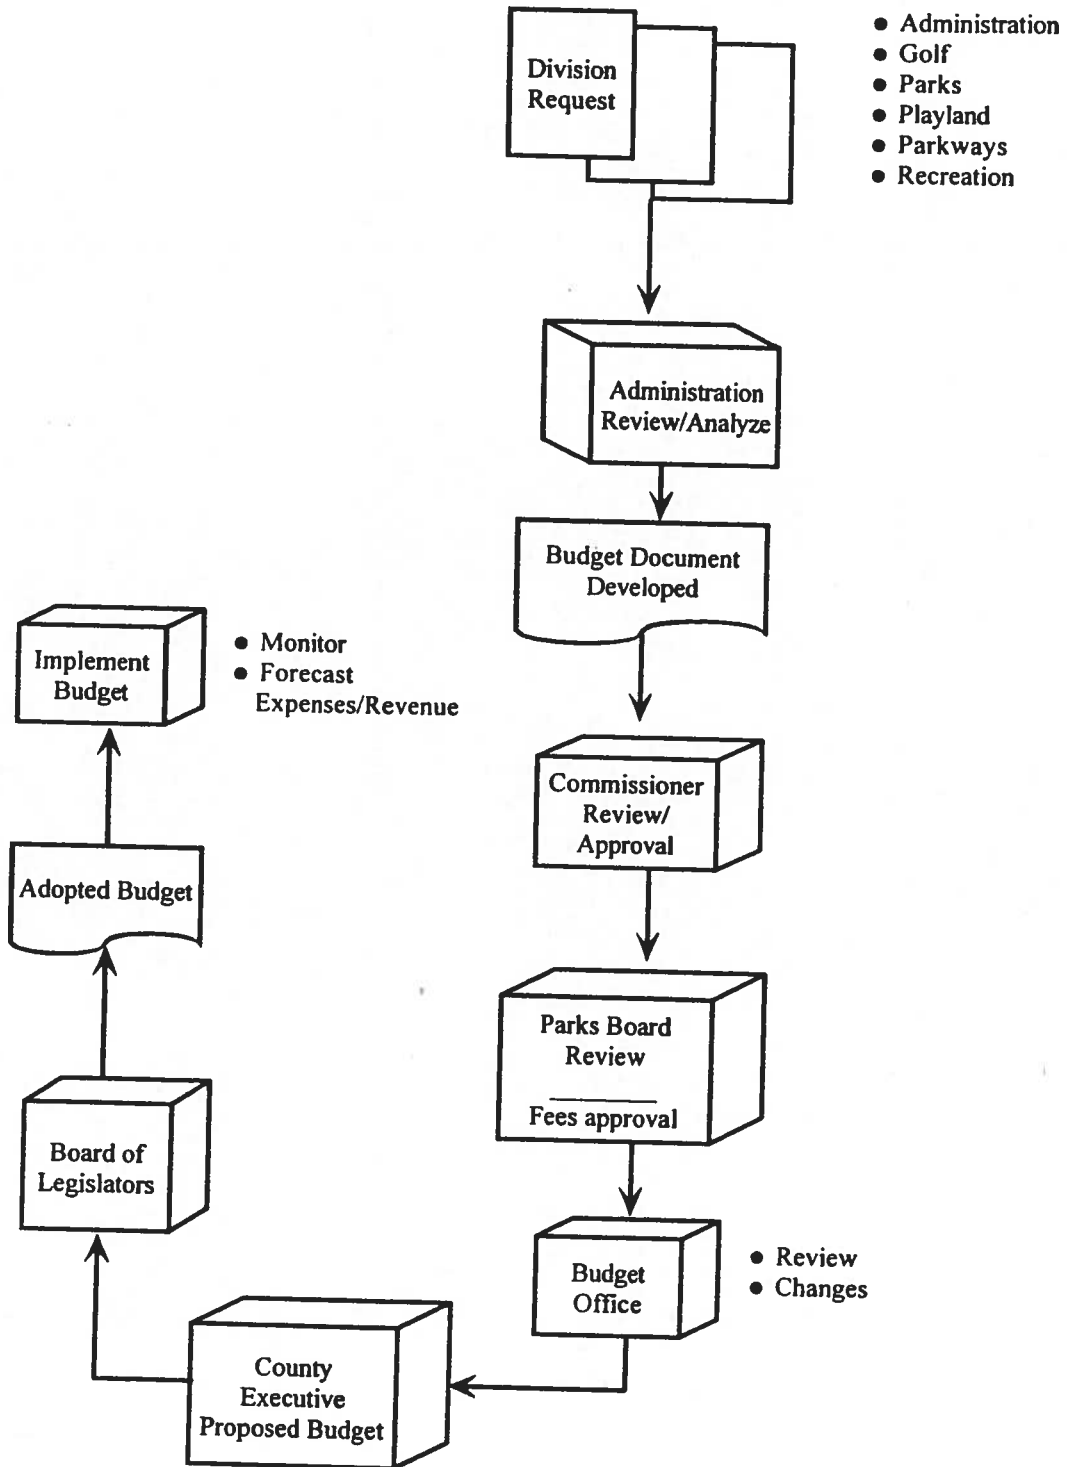 Division
Request
● Administration
● Golf
● Parks
● Playland
● Parkways
● Recreation
Administration
Review/Analyze
Budget Document
Developed
Commissioner
Review/
Approval
Parks Board
Review
Fees approval
Budget
Office
● Review
● Changes
County
Executive
Proposed Budget
Board of
Legislators
Adopted Budget
Implement
Budget
● Monitor
● Forecast
Expenses/Revenue